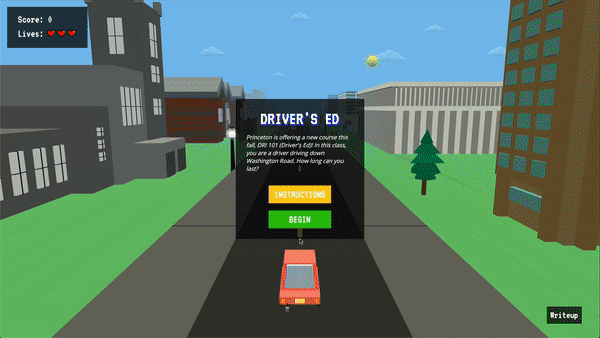 Score: 0
Lives:
DRIVER'S ED
Princeton is offering a new course this
fall, DRI 101 (Driver's Ed)! In this class,
you are a driver driving down
Washington Road. How long can you
last?
INSTRUCTIONS
BEGIN
Writeup